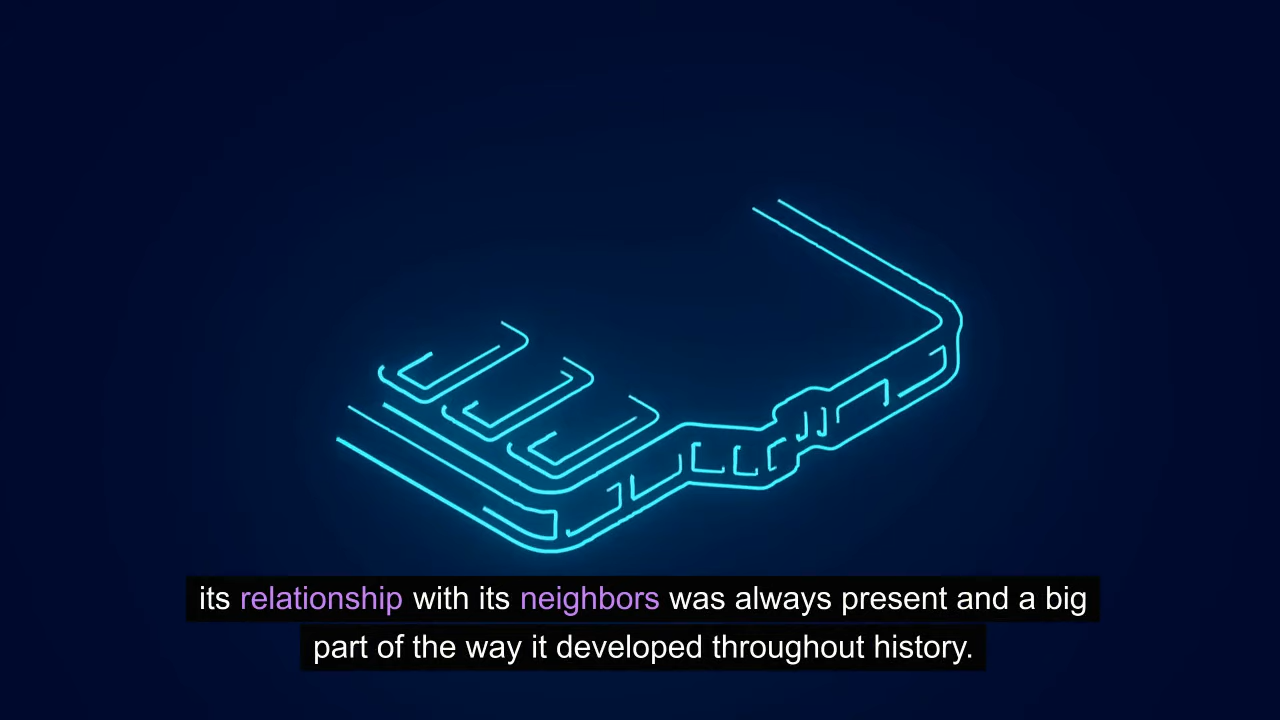 its relationship with its neighbors was always present and a big
part of the way it developed throughout history.